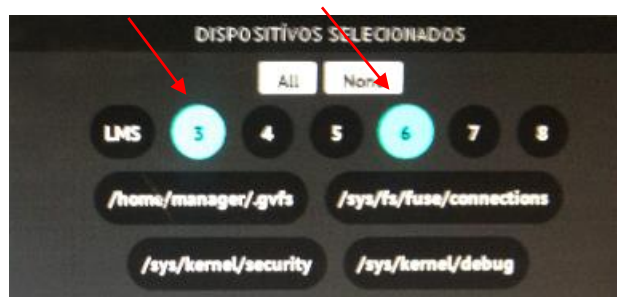 DISPOSITÍVOS SELECIONADOS
All None
LMS 3 4 5 6 7 8
/home/manager/.gvfs /sys/fs/fuse/connections
/sys/kernel/security /sys/kernel/debug